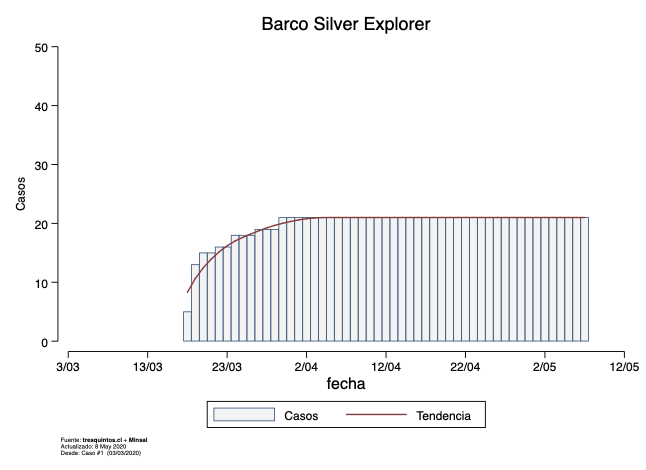 Barco Silver Explorer
50
40
30
20
10
0
Casos
3/03 13/03 23/03 2/04 12/04 22/04 2/05 12/05
fecha
Casos Tendencia
Fuente: tresquintos.cl + Minsal
Actualizado: 8 May 2020
Desde: Caso #1 (03/03/2020)